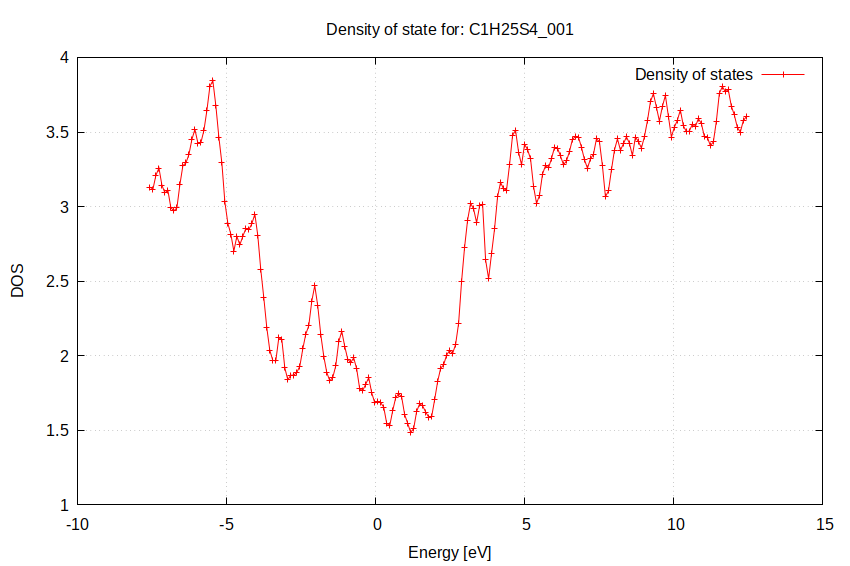 Density of state for: C1H25S4_001
Density of states
4
3.5
3
2.5
2
1.5
1
DOS
-10 -5 0 5 10 15
Energy [eV]